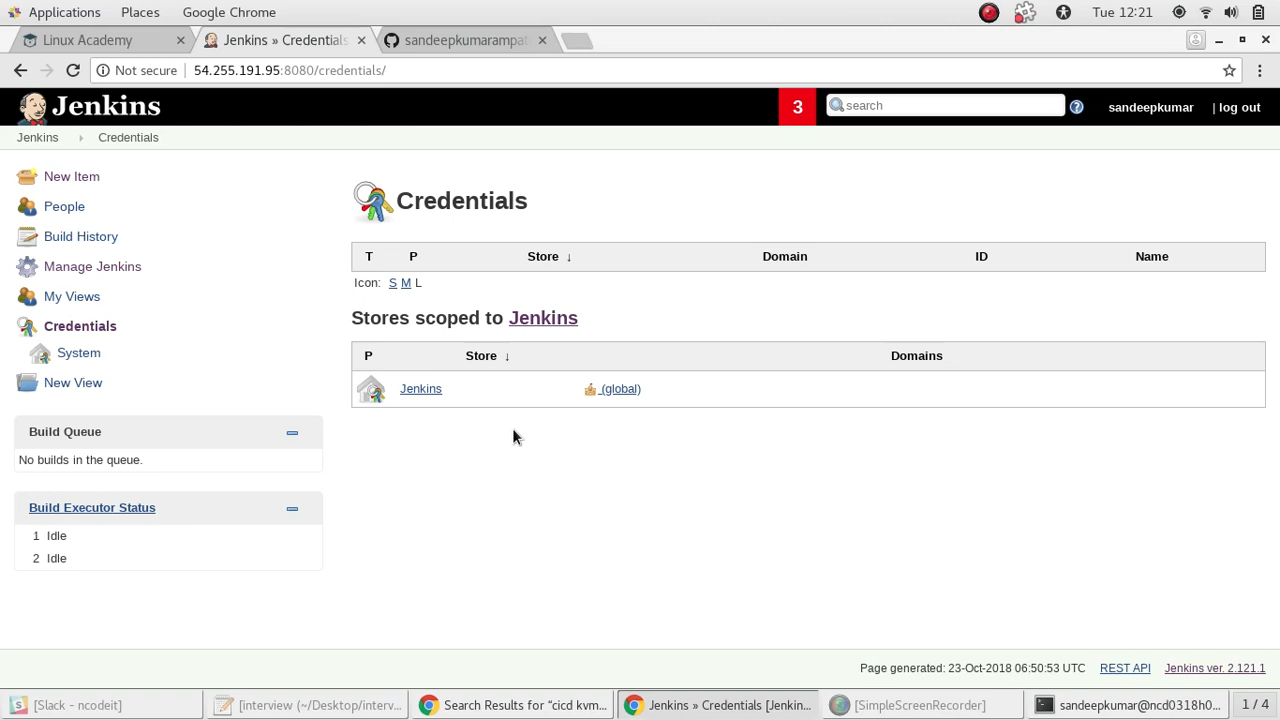 Applications Places Google Chrome Tue 12:21
Linux Academy Jenkins » Credentials sandeepkumarampat
Not secure 54.255.191.95:8080/credentials/
Jenkins 3 search sandeepkumar | log out
Jenkins Credentials
New Item
People
Build History
Manage Jenkins
My Views
Credentials
System
New View
Build Queue
No builds in the queue.
Build Executor Status
1 Idle
2 Idle
Credentials
T P Store ↓ Domain ID Name
Icon: S M L
Stores scoped to Jenkins
P Store ↓ Domains
Jenkins (global)
Page generated: 23-Oct-2018 06:50:53 UTC REST API Jenkins ver. 2.121.1
[Slack - ncodeit] [Interview (~/Desktop/interv... Search Results for “cicd kvm... Jenkins » Credentials [Jenkin... [SimpleScreenRecorder] sandeepkumar@ncd0318h0... 1 / 4